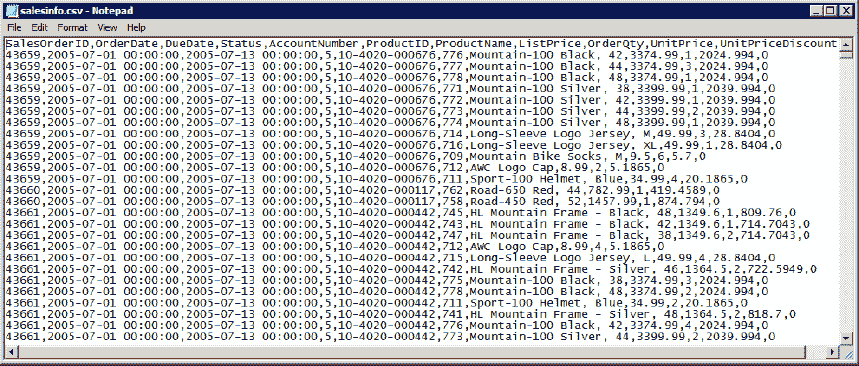 salesinfo.csv - Notepad
File Edit Format View Help
SalesOrderID,OrderDate,DueDate,Status,AccountNumber,ProductID,ProductName,ListPrice,OrderQty,UnitPrice,UnitPriceDiscount
43659,2005-07-01 00:00:00,2005-07-13 00:00:00,5,10-4020-000676,776,Mountain-100 Black, 42,3374.99,1,2024.994,0
43659,2005-07-01 00:00:00,2005-07-13 00:00:00,5,10-4020-000676,777,Mountain-100 Black, 44,3374.99,3,2024.994,0
43659,2005-07-01 00:00:00,2005-07-13 00:00:00,5,10-4020-000676,778,Mountain-100 Black, 48,3374.99,1,2024.994,0
43659,2005-07-01 00:00:00,2005-07-13 00:00:00,5,10-4020-000676,771,Mountain-100 Silver, 38,3399.99,1,2039.994,0
43659,2005-07-01 00:00:00,2005-07-13 00:00:00,5,10-4020-000676,772,Mountain-100 Silver, 42,3399.99,1,2039.994,0
43659,2005-07-01 00:00:00,2005-07-13 00:00:00,5,10-4020-000676,773,Mountain-100 Silver, 44,3399.99,2,2039.994,0
43659,2005-07-01 00:00:00,2005-07-13 00:00:00,5,10-4020-000676,774,Mountain-100 Silver, 48,3399.99,1,2039.994,0
43659,2005-07-01 00:00:00,2005-07-13 00:00:00,5,10-4020-000676,714,Long-Sleeve Logo Jersey, M,49.99,3,28.8404,0
43659,2005-07-01 00:00:00,2005-07-13 00:00:00,5,10-4020-000676,716,Long-Sleeve Logo Jersey, XL,49.99,1,28.8404,0
43659,2005-07-01 00:00:00,2005-07-13 00:00:00,5,10-4020-000676,709,Mountain Bike Socks, M,9.5,6,5.7,0
43659,2005-07-01 00:00:00,2005-07-13 00:00:00,5,10-4020-000676,712,AWC Logo Cap,8.99,2,5.1865,0
43659,2005-07-01 00:00:00,2005-07-13 00:00:00,5,10-4020-000676,711,Sport-100 Helmet, Blue,34.99,4,20.1865,0
43660,2005-07-01 00:00:00,2005-07-13 00:00:00,5,10-4020-000117,762,Road-650 Red, 44,782.99,1,419.4589,0
43660,2005-07-01 00:00:00,2005-07-13 00:00:00,5,10-4020-000117,758,Road-450 Red, 52,1457.99,1,874.794,0
43661,2005-07-01 00:00:00,2005-07-13 00:00:00,5,10-4020-000442,745,HL Mountain Frame - Black, 48,1349.6,1,809.76,0
43661,2005-07-01 00:00:00,2005-07-13 00:00:00,5,10-4020-000442,743,HL Mountain Frame - Black, 42,1349.6,1,714.7043,0
43661,2005-07-01 00:00:00,2005-07-13 00:00:00,5,10-4020-000442,747,HL Mountain Frame - Black, 38,1349.6,2,714.7043,0
43661,2005-07-01 00:00:00,2005-07-13 00:00:00,5,10-4020-000442,712,AWC Logo Cap,8.99,4,5.1865,0
43661,2005-07-01 00:00:00,2005-07-13 00:00:00,5,10-4020-000442,715,Long-Sleeve Logo Jersey, L,49.99,4,28.8404,0
43661,2005-07-01 00:00:00,2005-07-13 00:00:00,5,10-4020-000442,742,HL Mountain Frame - Silver, 46,1364.5,2,722.5949,0
43661,2005-07-01 00:00:00,2005-07-13 00:00:00,5,10-4020-000442,775,Mountain-100 Black, 38,3374.99,3,2024.994,0
43661,2005-07-01 00:00:00,2005-07-13 00:00:00,5,10-4020-000442,778,Mountain-100 Black, 48,3374.99,2,2024.994,0
43661,2005-07-01 00:00:00,2005-07-13 00:00:00,5,10-4020-000442,711,Sport-100 Helmet, Blue,34.99,2,20.1865,0
43661,2005-07-01 00:00:00,2005-07-13 00:00:00,5,10-4020-000442,741,HL Mountain Frame - Silver, 48,1364.5,2,818.7,0
43661,2005-07-01 00:00:00,2005-07-13 00:00:00,5,10-4020-000442,776,Mountain-100 Black, 42,3374.99,4,2024.994,0
43661,2005-07-01 00:00:00,2005-07-13 00:00:00,5,10-4020-000442,773,Mountain-100 Silver, 44,3399.99,2,2039.994,0